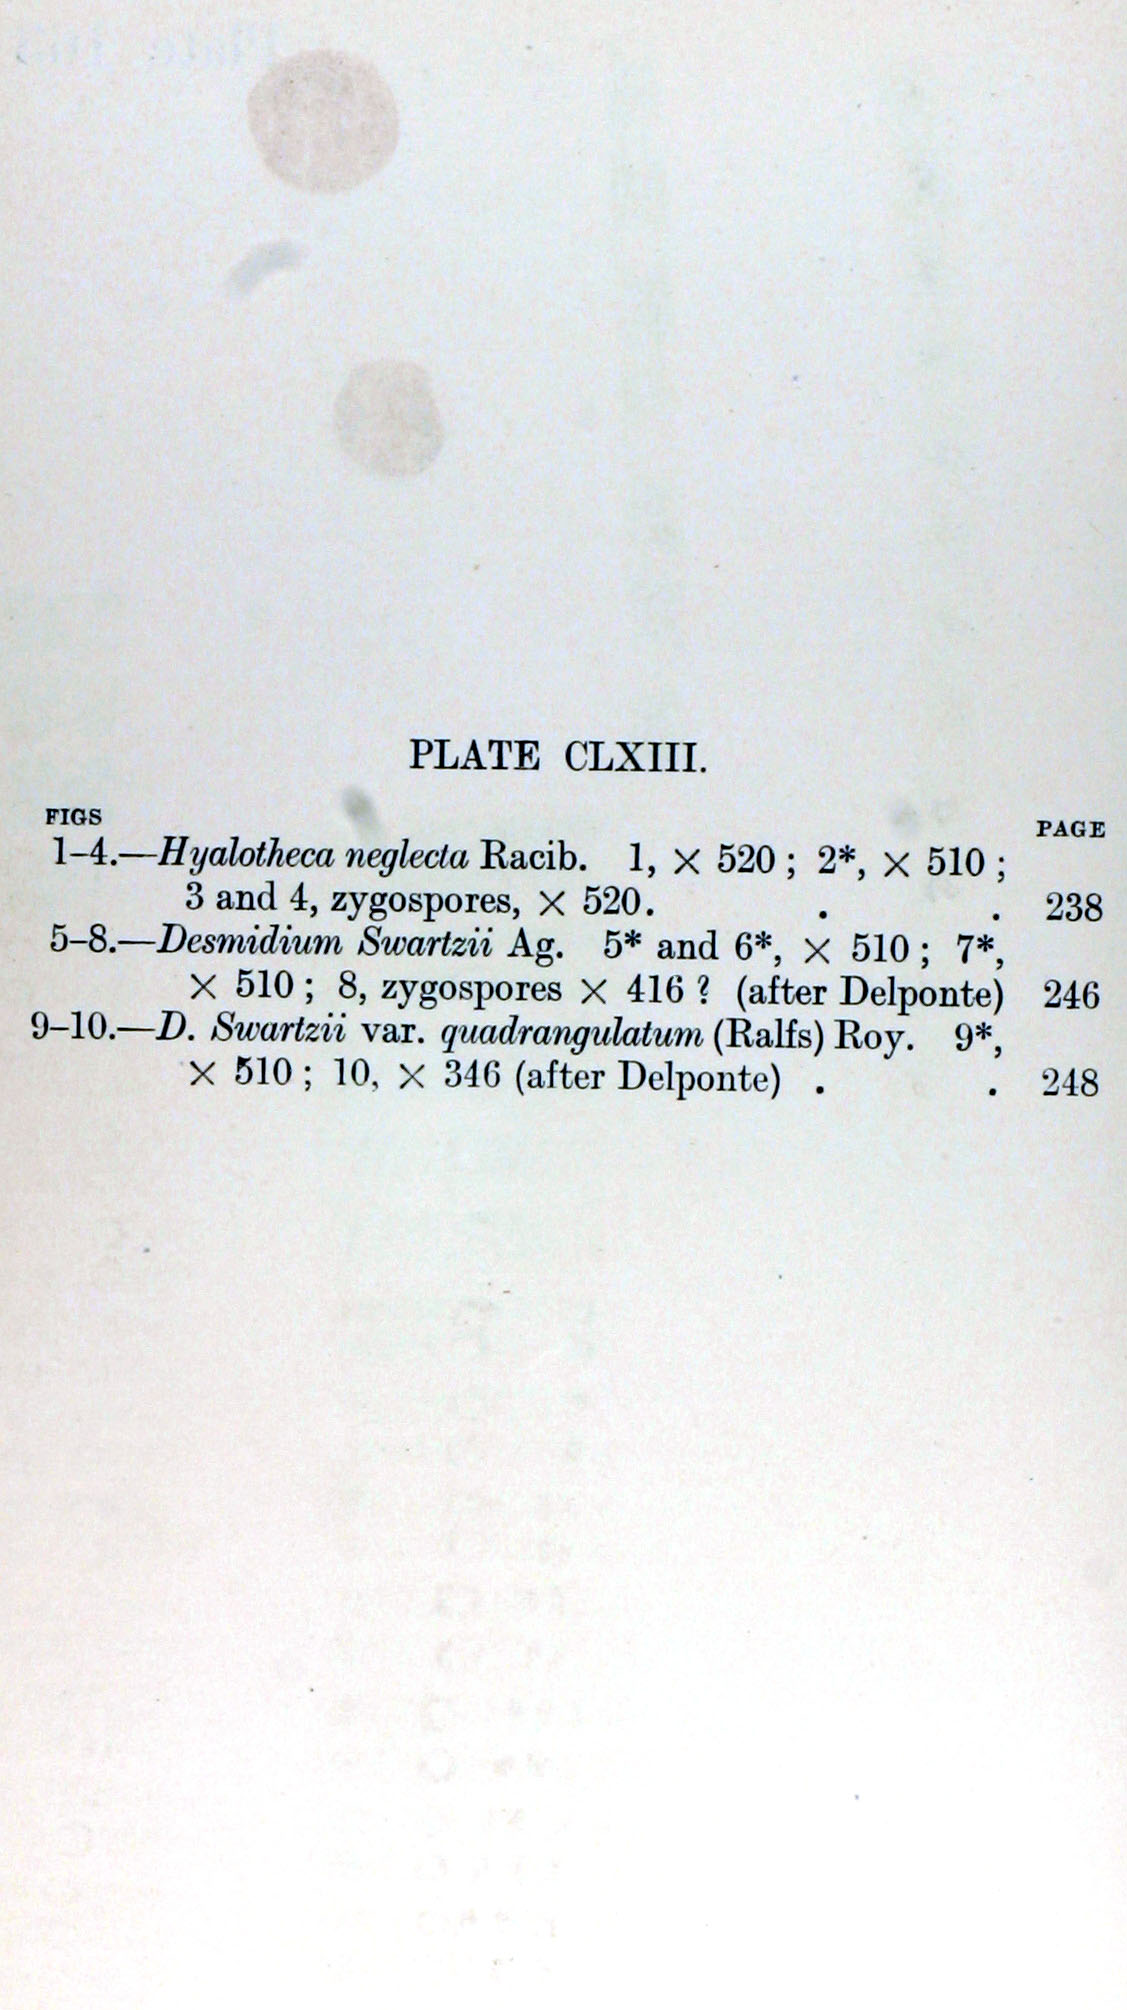 PLATE CLXIII.
FIGS
PAGE
1–4.—Hyalotheca neglecta Racib. 1, × 520 ; 2*, × 510 ;
3 and 4, zygospores, × 520. . . 238
5–8.—Desmidium Swartzii Ag. 5* and 6*, × 510 ; 7*,
× 510 ; 8, zygospores × 416 ? (after Delponte) 246
9–10.—D. Swartzii var. quadrangulatum (Ralfs) Roy. 9*,
× 510 ; 10, × 346 (after Delponte) . . 248